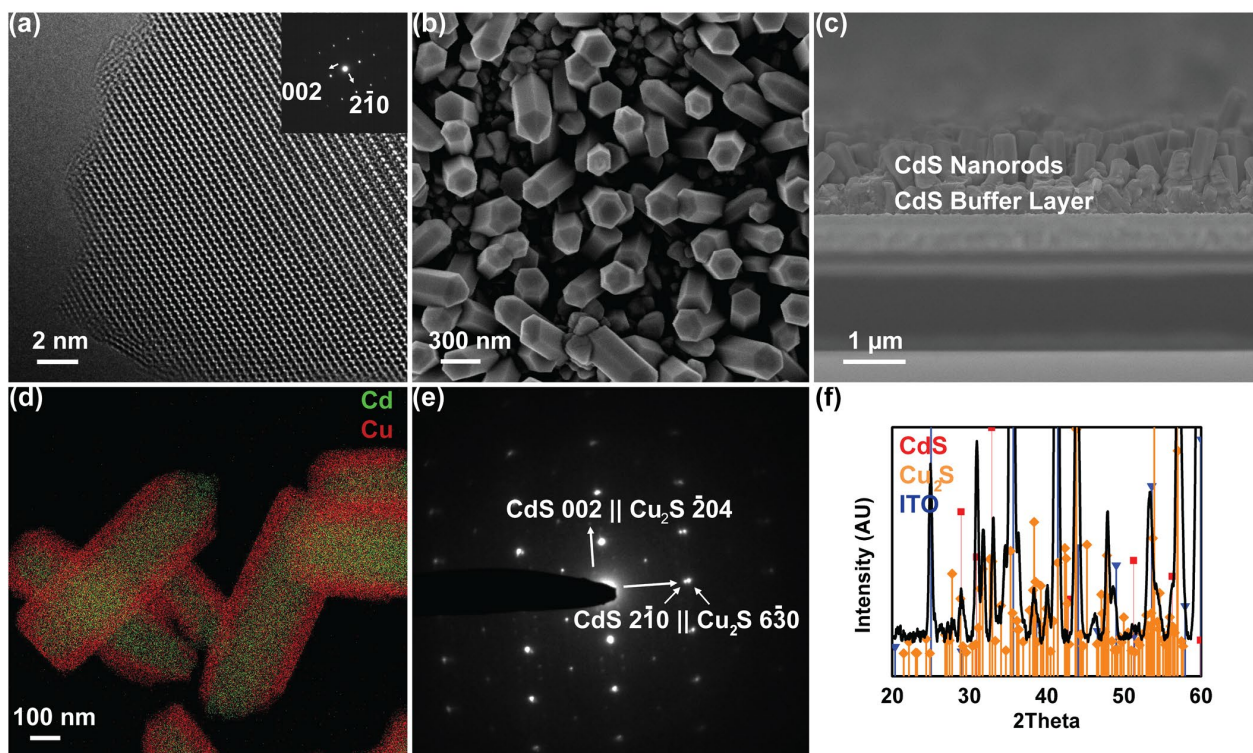 (a)
002
21̄0
2 nm
(b)
300 nm
(c)
CdS Nanorods
CdS Buffer Layer
1 µm
(d)
Cd
Cu
100 nm
(e)
CdS 002 || Cu₂S 2̄04
CdS 21̄0 || Cu₂S 63̄0
(f)
CdS
Cu₂S
ITO
Intensity (AU)
20 30 40 50 60
2Theta